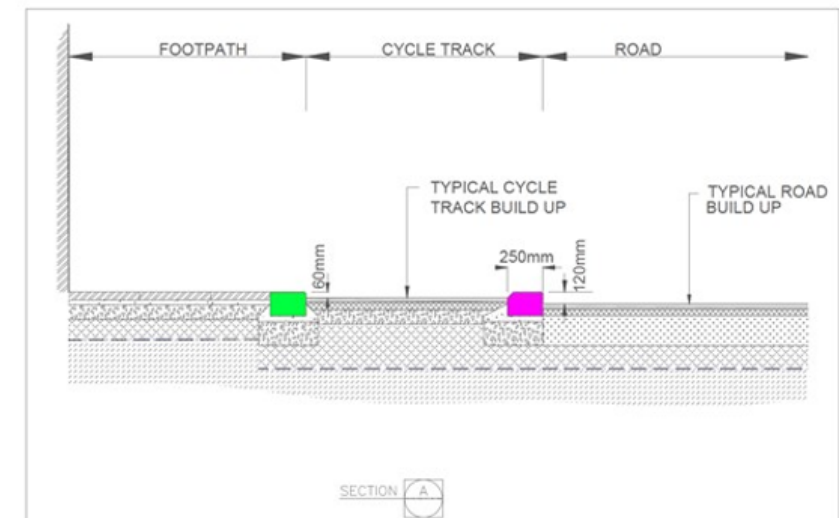 FOOTPATH
CYCLE TRACK
ROAD
TYPICAL CYCLE
TRACK BUILD UP
TYPICAL ROAD
BUILD UP
60mm
250mm
120mm
SECTION A